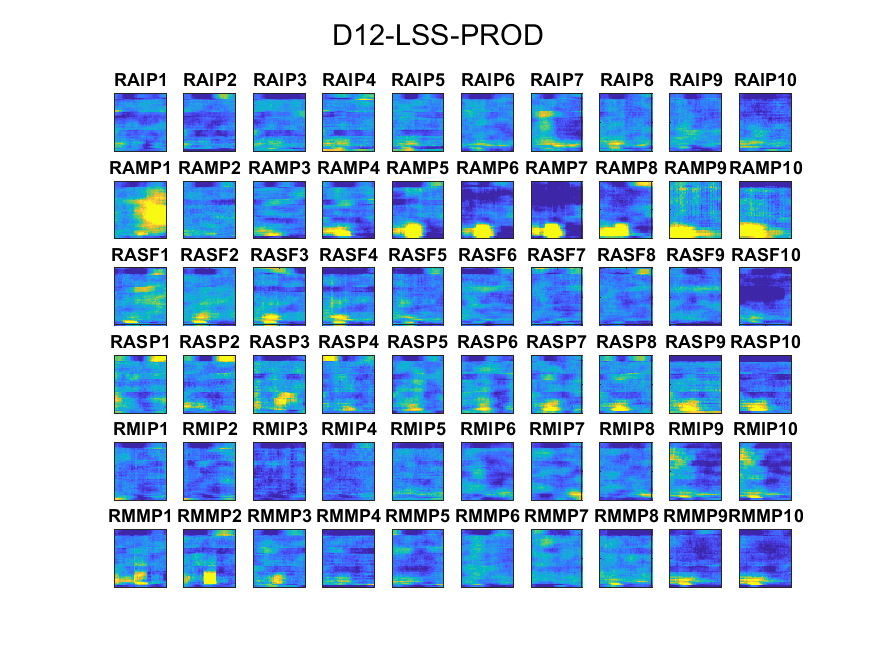 D12-LSS-PROD
RAIP1 RAIP2 RAIP3 RAIP4 RAIP5 RAIP6 RAIP7 RAIP8 RAIP9 RAIP10
RAMP1 RAMP2 RAMP3 RAMP4 RAMP5 RAMP6 RAMP7 RAMP8 RAMP9 RAMP10
RASF1 RASF2 RASF3 RASF4 RASF5 RASF6 RASF7 RASF8 RASF9 RASF10
RASP1 RASP2 RASP3 RASP4 RASP5 RASP6 RASP7 RASP8 RASP9 RASP10
RMIP1 RMIP2 RMIP3 RMIP4 RMIP5 RMIP6 RMIP7 RMIP8 RMIP9 RMIP10
RMMP1 RMMP2 RMMP3 RMMP4 RMMP5 RMMP6 RMMP7 RMMP8 RMMP9 RMMP10